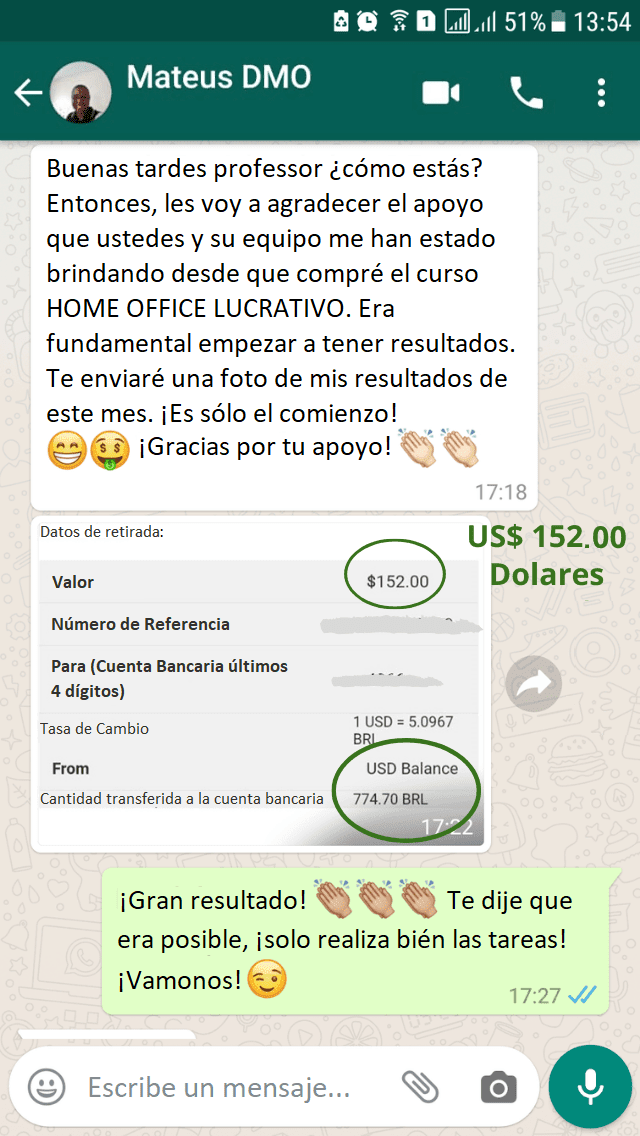 51% 13:54
Mateus DMO
Buenas tardes professor ¿cómo estás?
Entonces, les voy a agradecer el apoyo
que ustedes y su equipo me han estado
brindando desde que compré el curso
HOME OFFICE LUCRATIVO. Era
fundamental empezar a tener resultados.
Te enviaré una foto de mis resultados de
este mes. ¡Es sólo el comienzo!
¡Gracias por tu apoyo!
17:18
Datos de retirada:
US$ 152.00
Dolares
Valor $152.00
Número de Referencia
Para (Cuenta Bancaria últimos
4 dígitos)
Tasa de Cambio 1 USD = 5.0967
BRL
From USD Balance
Cantidad transferida a la cuenta bancaria 774.70 BRL
17:22
¡Gran resultado! Te dije que
era posible, ¡solo realiza bién las tareas!
¡Vamonos!
17:27
Escribe un mensaje...